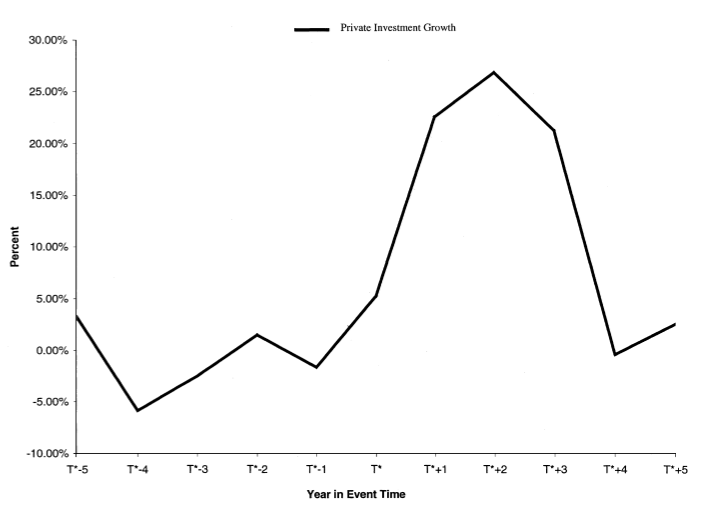 Private Investment Growth
30.00%
25.00%
20.00%
15.00%
10.00%
5.00%
0.00%
-5.00%
-10.00%
Percent
T*-5 T*-4 T*-3 T*-2 T*-1 T* T*+1 T*+2 T*+3 T*+4 T*+5
Year in Event Time